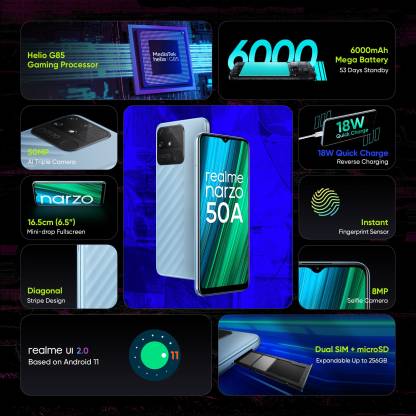 Helio G85
Gaming Processor
MEDIATEK
helio G85
6000
6000mAh
Mega Battery
53 Days Standby
50MP
AI Triple Camera
18W
Quick Charge
18W Quick Charge
Reverse Charging
realme
narzo
50A
narzo
16.5cm (6.5")
Mini-drop Fullscreen
Instant
Fingerprint Sensor
Diagonal
Stripe Design
8MP
Selfie Camera
realme UI 2.0
Based on Android 11
11
Dual SIM + microSD
Expandable Up to 256GB